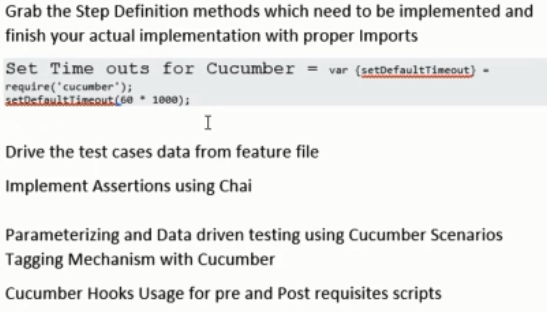 Grab the Step Definition methods which need to be implemented and
finish your actual implementation with proper Imports
Set Time outs for Cucumber = var {setDefaultTimeout} =
require('cucumber');
setDefaultTimeout(60 * 1000);
Drive the test cases data from feature file
Implement Assertions using Chai
Parameterizing and Data driven testing using Cucumber Scenarios
Tagging Mechanism with Cucumber
Cucumber Hooks Usage for pre and Post requisites scripts